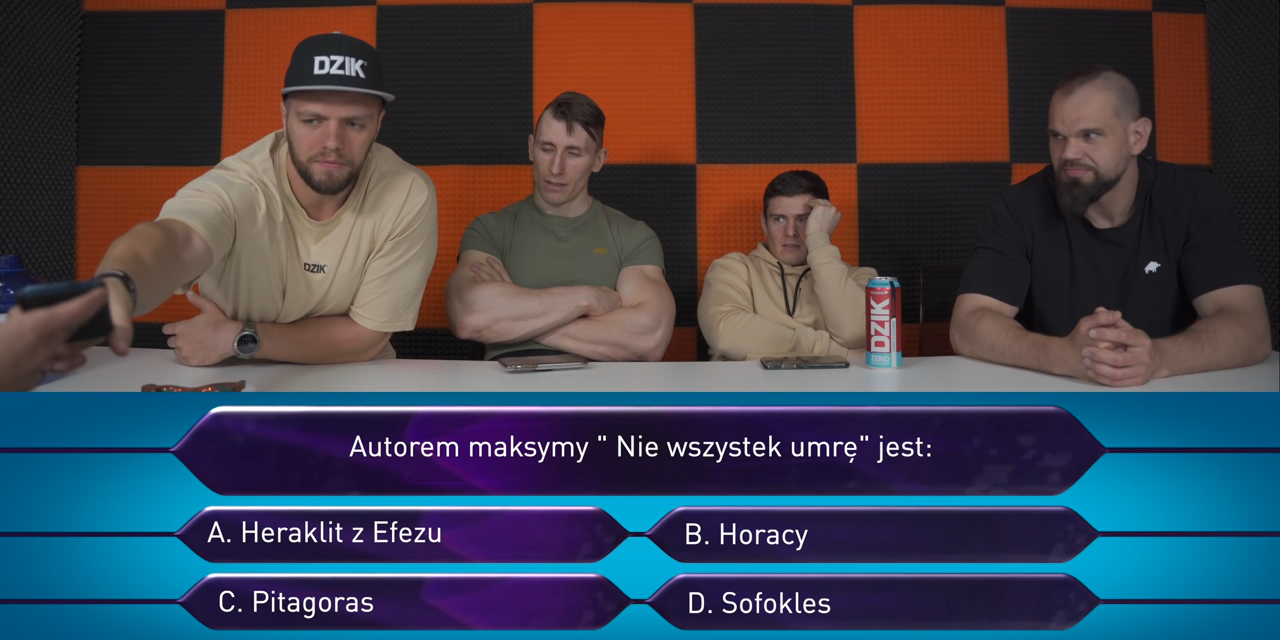 DZIK
DZIK
DZIK
ZERO
Autorem maksymy " Nie wszystek umrę" jest:
A. Heraklit z Efezu
B. Horacy
C. Pitagoras
D. Sofokles